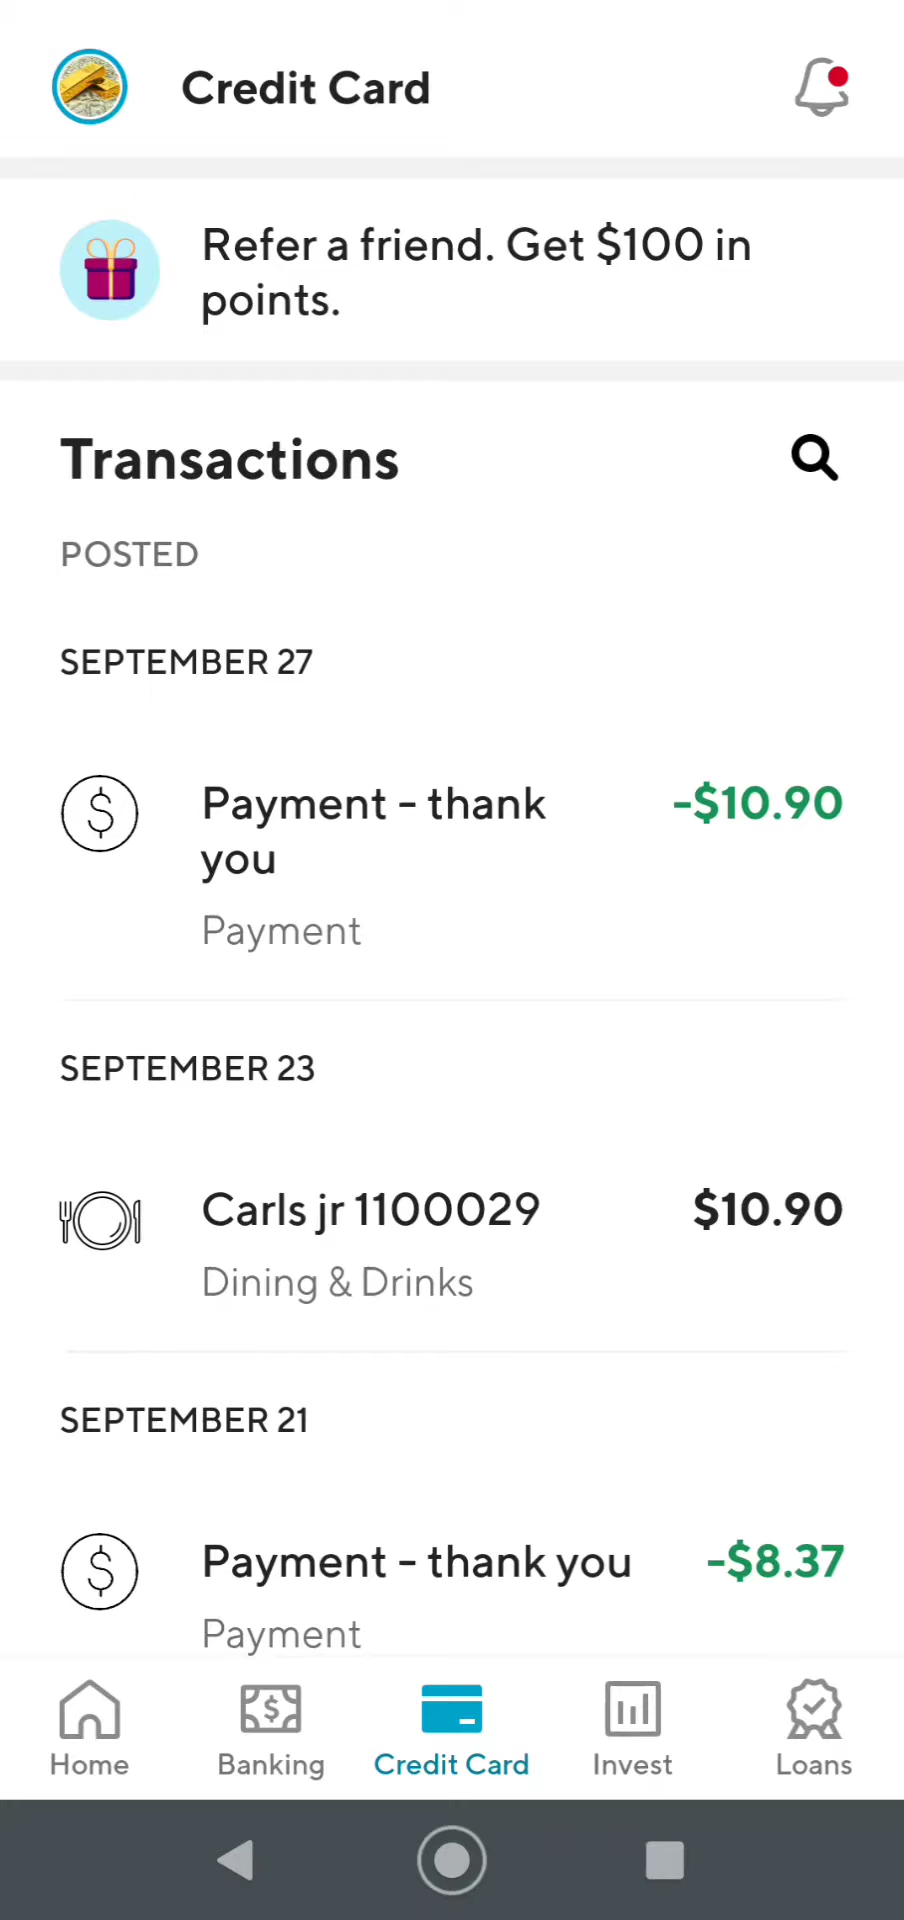 Credit Card
Refer a friend. Get $100 in
points.
Transactions
POSTED
SEPTEMBER 27
Payment - thank -$10.90
you
Payment
SEPTEMBER 23
Carls jr 1100029 $10.90
Dining & Drinks
SEPTEMBER 21
Payment - thank you -$8.37
Payment
Home Banking Credit Card Invest Loans